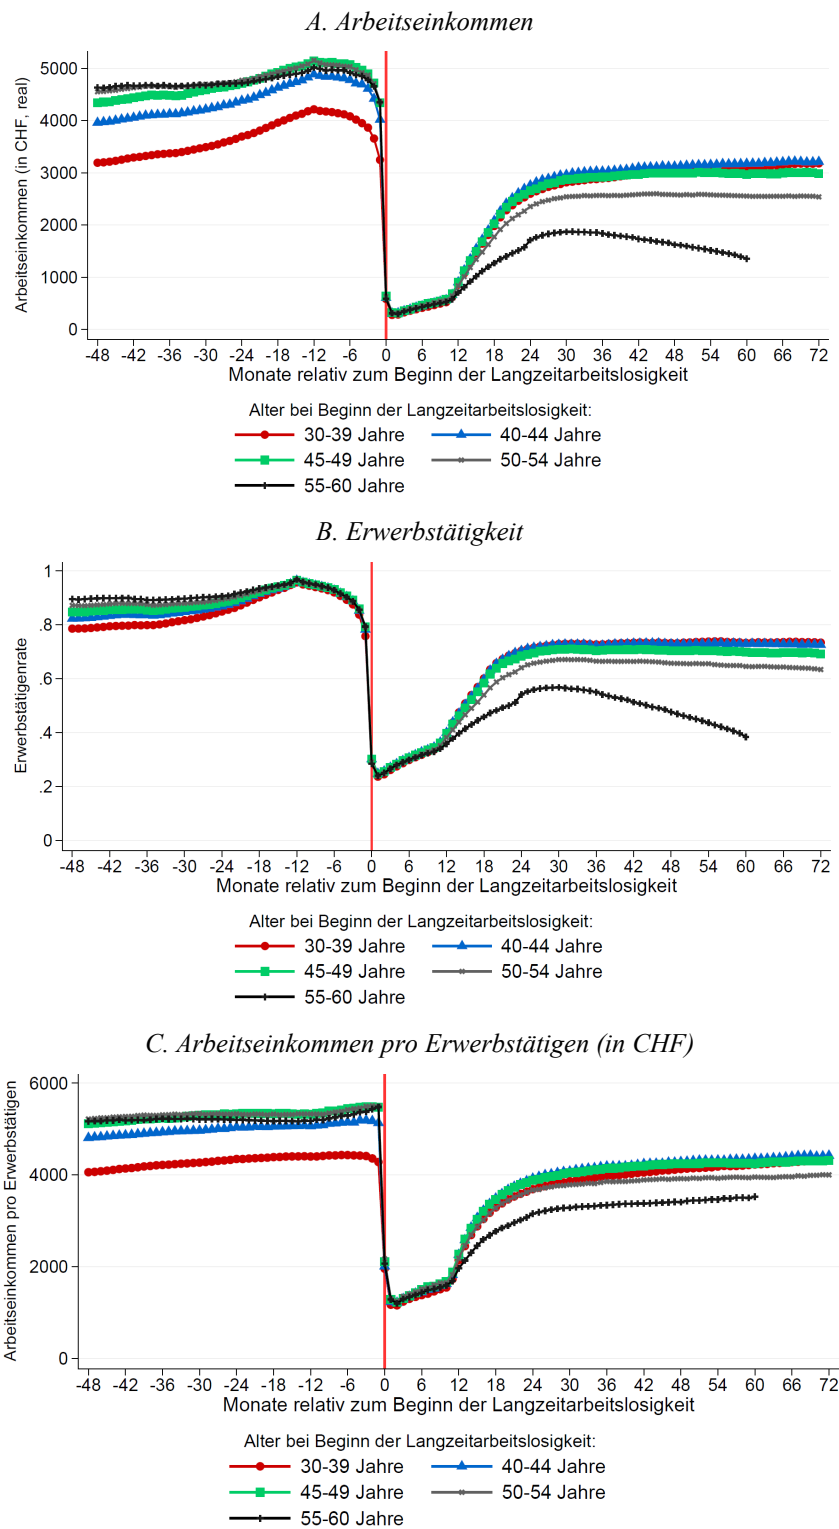 A. Arbeitseinkommen
Arbeitseinkommen (in CHF, real)
5000
4000
3000
2000
1000
0
-48 -42 -36 -30 -24 -18 -12 -6 0 6 12 18 24 30 36 42 48 54 60 66 72
Monate relativ zum Beginn der Langzeitarbeitslosigkeit
Alter bei Beginn der Langzeitarbeitslosigkeit:
30-39 Jahre 40-44 Jahre
45-49 Jahre 50-54 Jahre
55-60 Jahre
B. Erwerbstätigkeit
Erwerbstätigenrate
1
.8
.6
.4
.2
0
-48 -42 -36 -30 -24 -18 -12 -6 0 6 12 18 24 30 36 42 48 54 60 66 72
Monate relativ zum Beginn der Langzeitarbeitslosigkeit
Alter bei Beginn der Langzeitarbeitslosigkeit:
30-39 Jahre 40-44 Jahre
45-49 Jahre 50-54 Jahre
55-60 Jahre
C. Arbeitseinkommen pro Erwerbstätigen (in CHF)
Arbeitseinkommen pro Erwerbstätigen
6000
4000
2000
0
-48 -42 -36 -30 -24 -18 -12 -6 0 6 12 18 24 30 36 42 48 54 60 66 72
Monate relativ zum Beginn der Langzeitarbeitslosigkeit
Alter bei Beginn der Langzeitarbeitslosigkeit:
30-39 Jahre 40-44 Jahre
45-49 Jahre 50-54 Jahre
55-60 Jahre